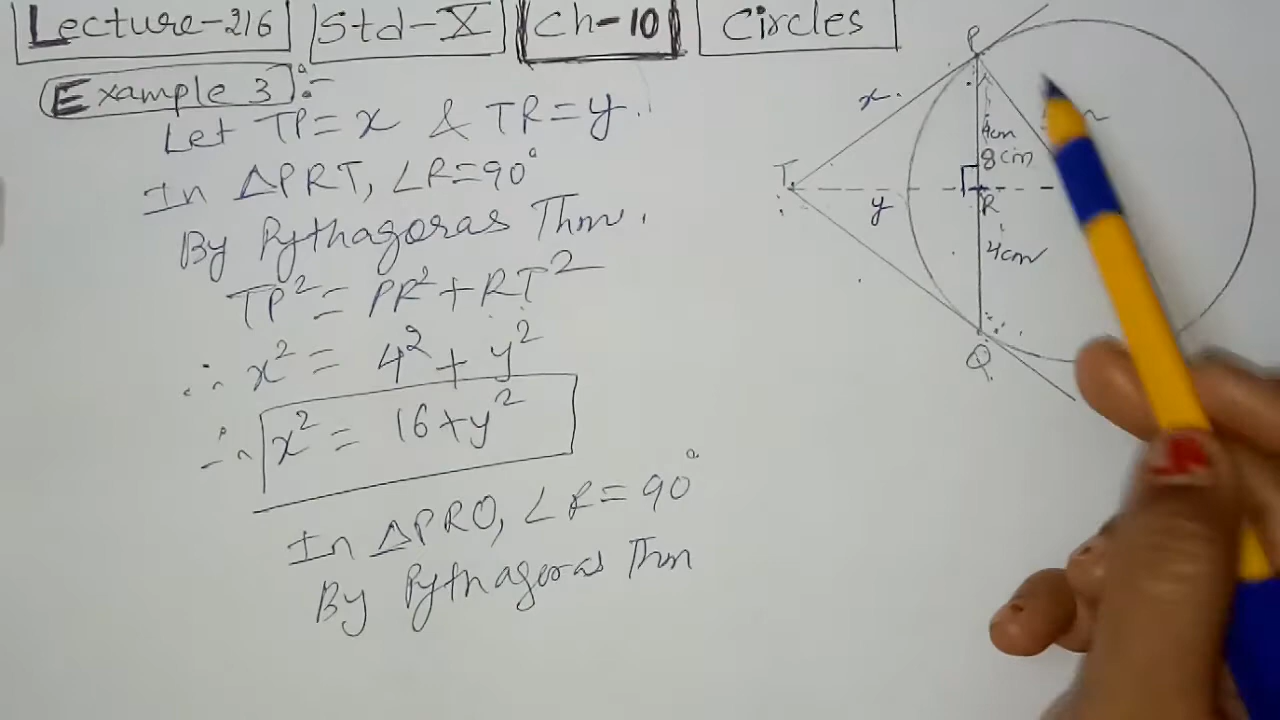 Lecture-216 Std-X Ch-10 Circles
Example 3:-
Let TP = x & TR = y.
In △PRT, ∠R = 90°
By Pythagoras Thm.
TP² = PR² + RT²
∴ x² = 4² + y²
∴ x² = 16 + y²
In △PRO, ∠R = 90°
By Pythagoras Thm
P
x
4cm
8cm
T
R
y
4cm
Q